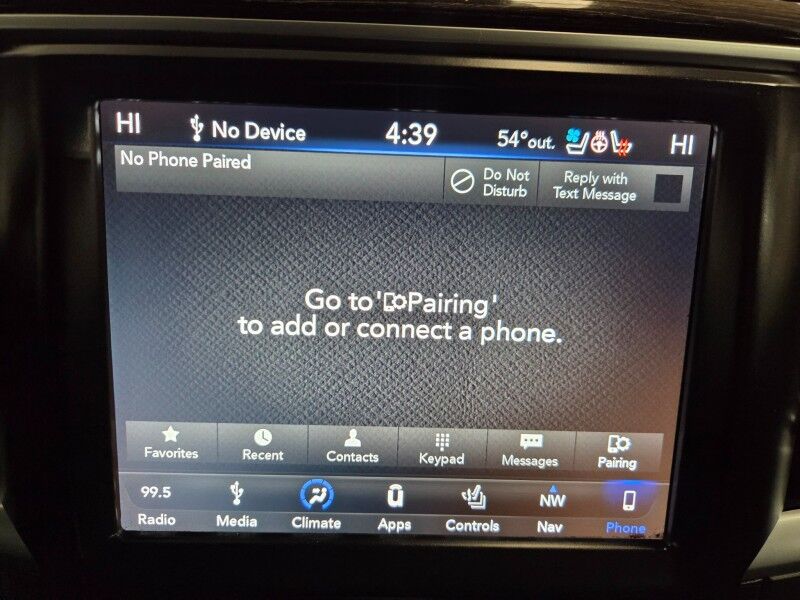 HI No Device 4:39 54°out. HI
No Phone Paired
Do Not
Disturb
Reply with
Text Message
Go to 'Pairing'
to add or connect a phone.
Favorites Recent Contacts Keypad Messages Pairing
99.5 NW
Radio Media Climate Apps Controls Nav Phone